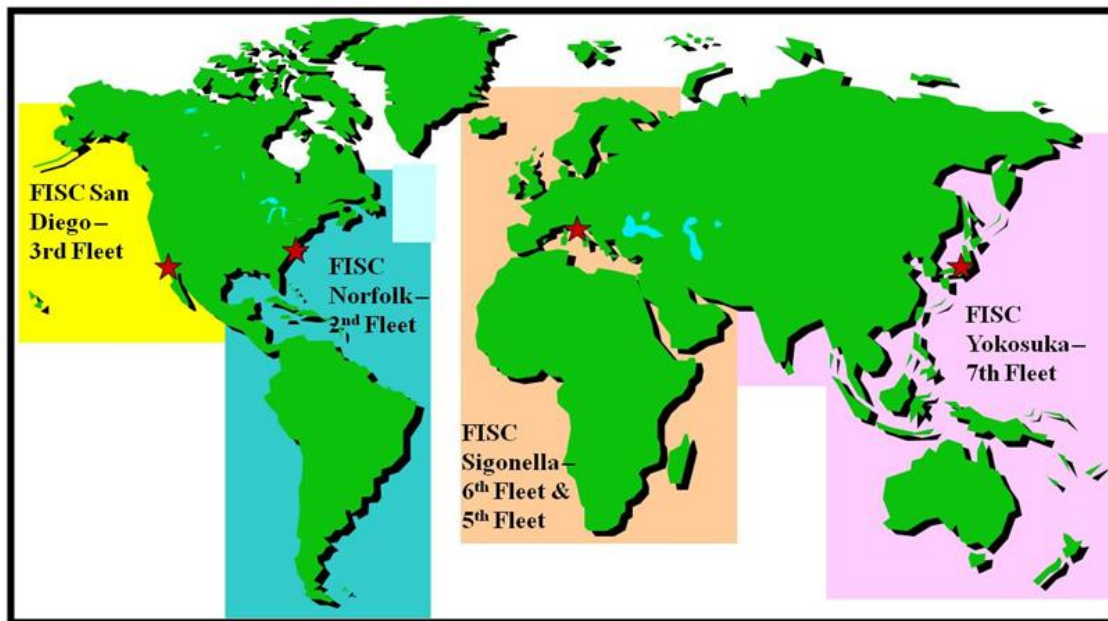 FISC San
Diego–
3rd Fleet
FISC
Norfolk–
2nd Fleet
FISC
Sigonella–
6th Fleet &
5th Fleet
FISC
Yokosuka–
7th Fleet